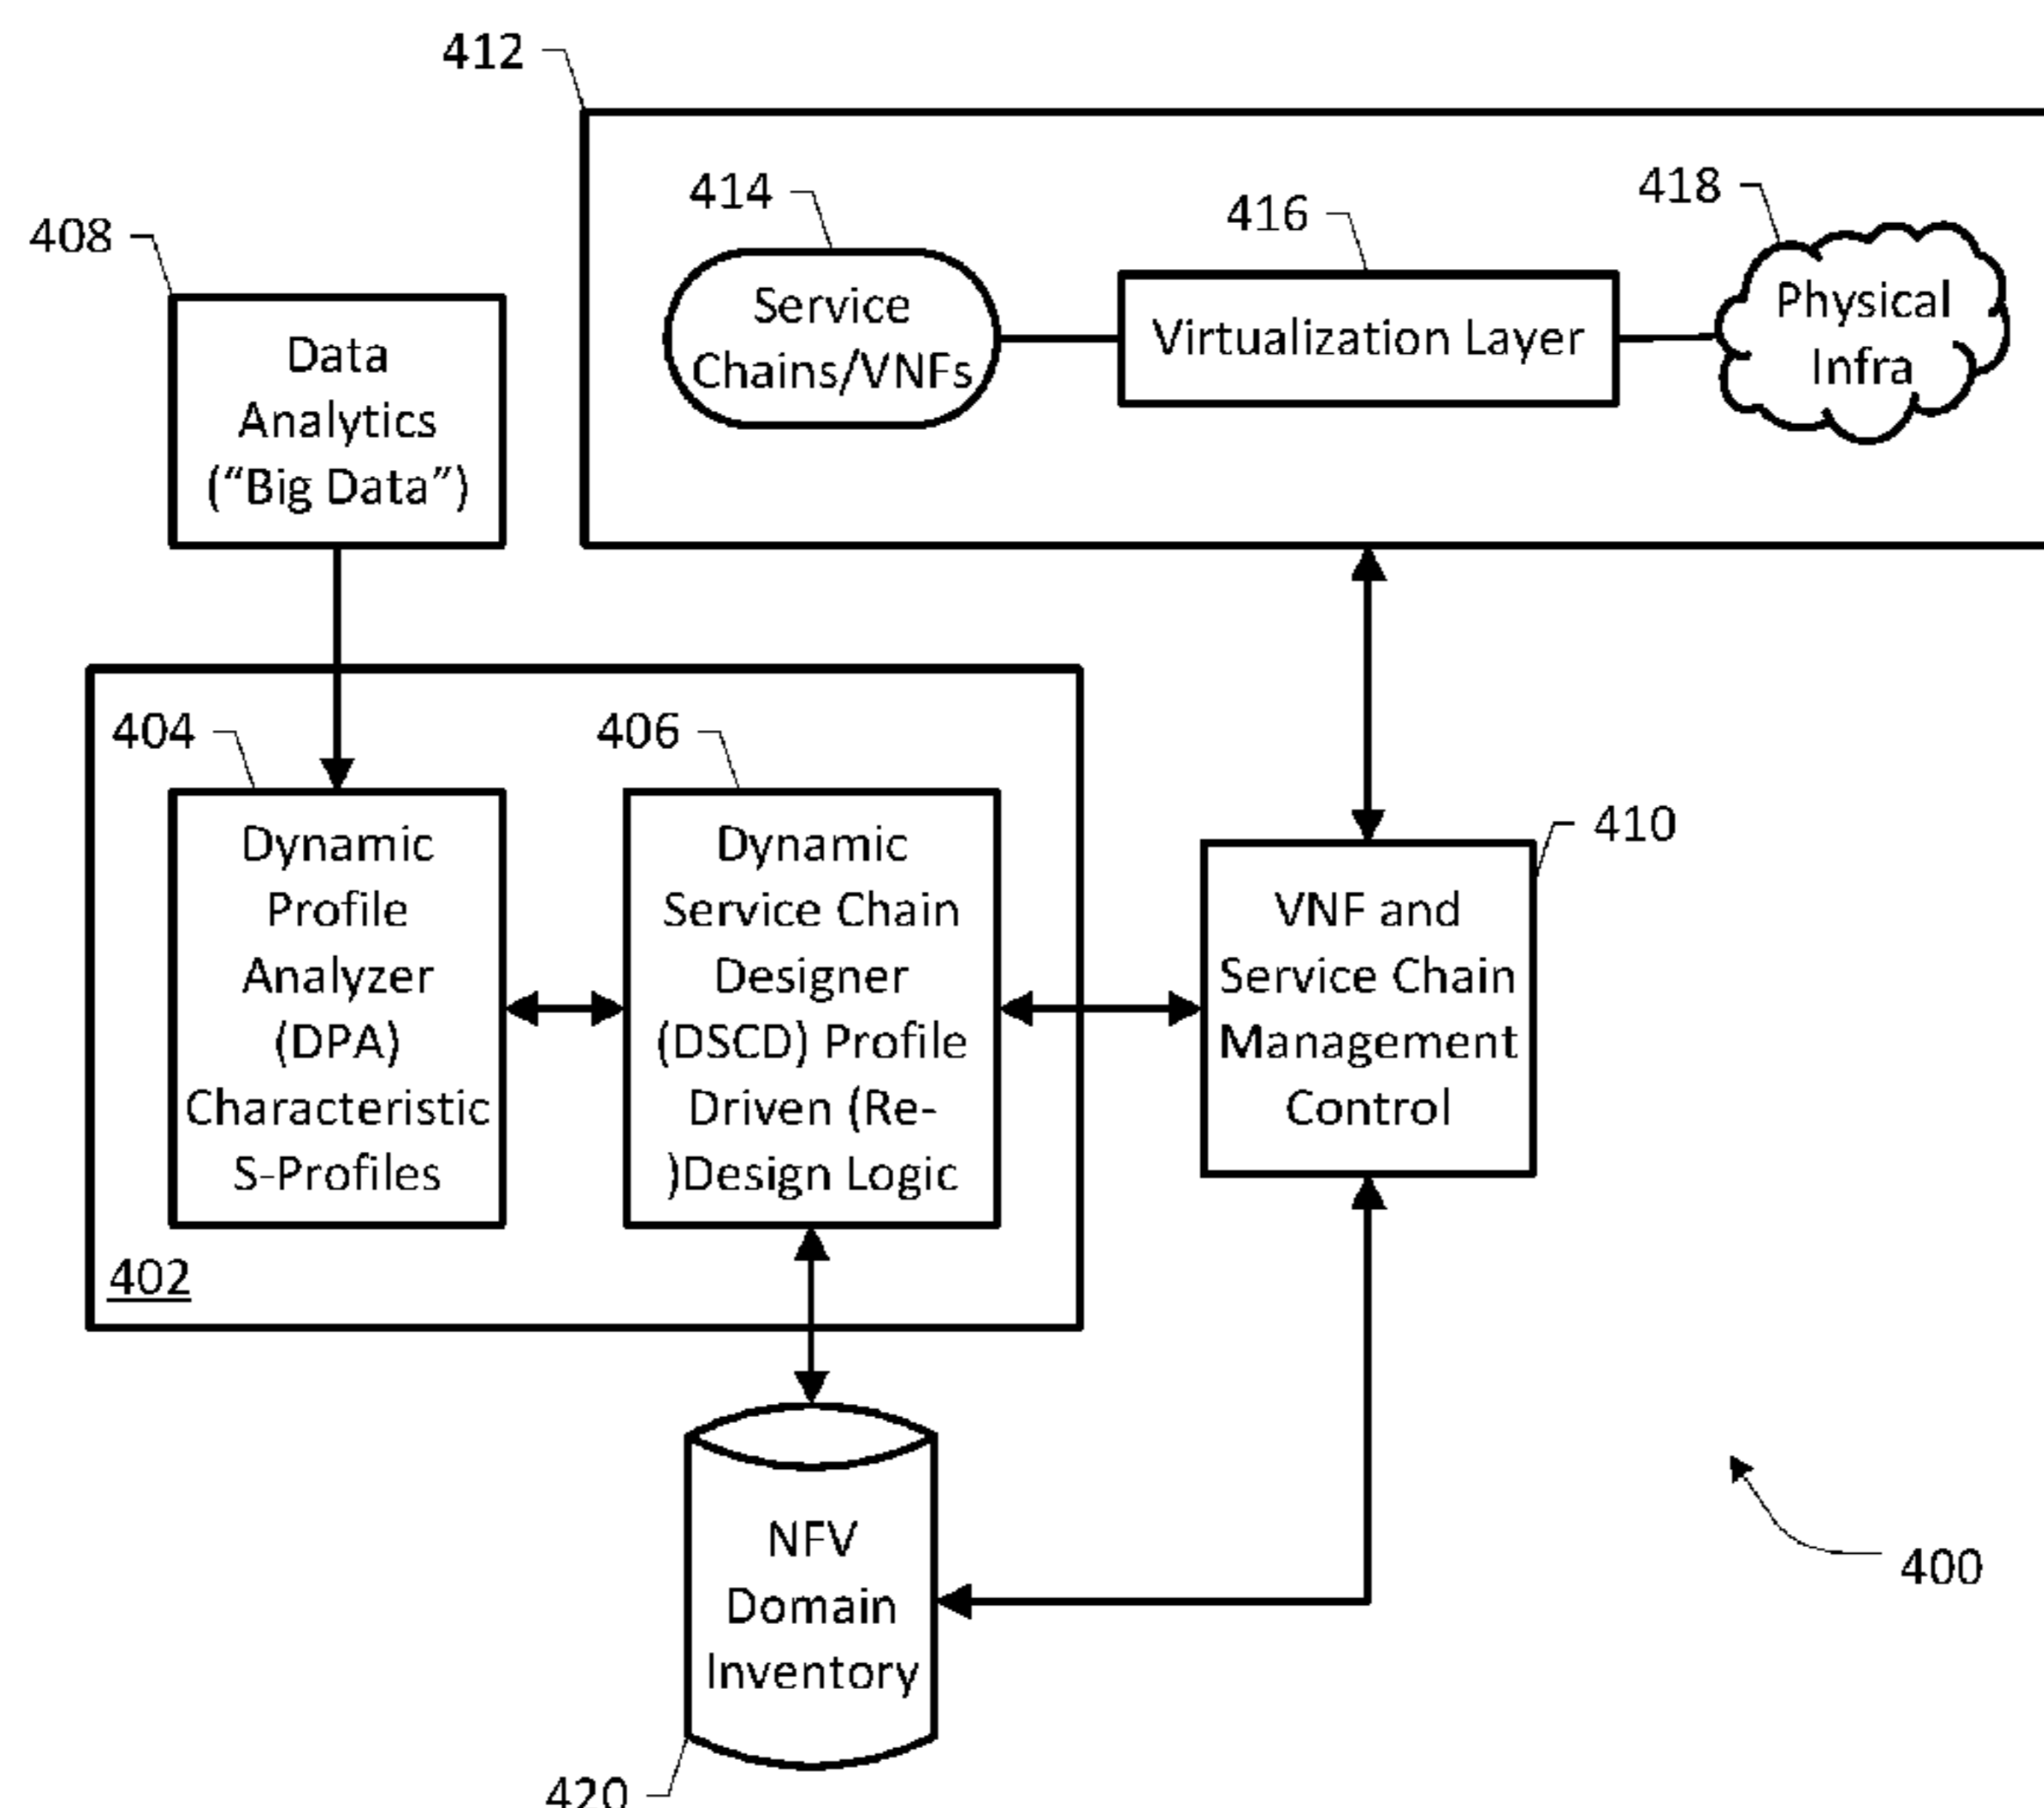 412
414
416
418
408
Service
Chains/VNFs
Virtualization Layer
Physical
Infra
Data
Analytics
(“Big Data”)
404
406
410
Dynamic
Profile
Analyzer
(DPA)
Characteristic
S-Profiles
Dynamic
Service Chain
Designer
(DSCD) Profile
Driven (Re-
)Design Logic
VNF and
Service Chain
Management
Control
402
NFV
Domain
Inventory
400
420